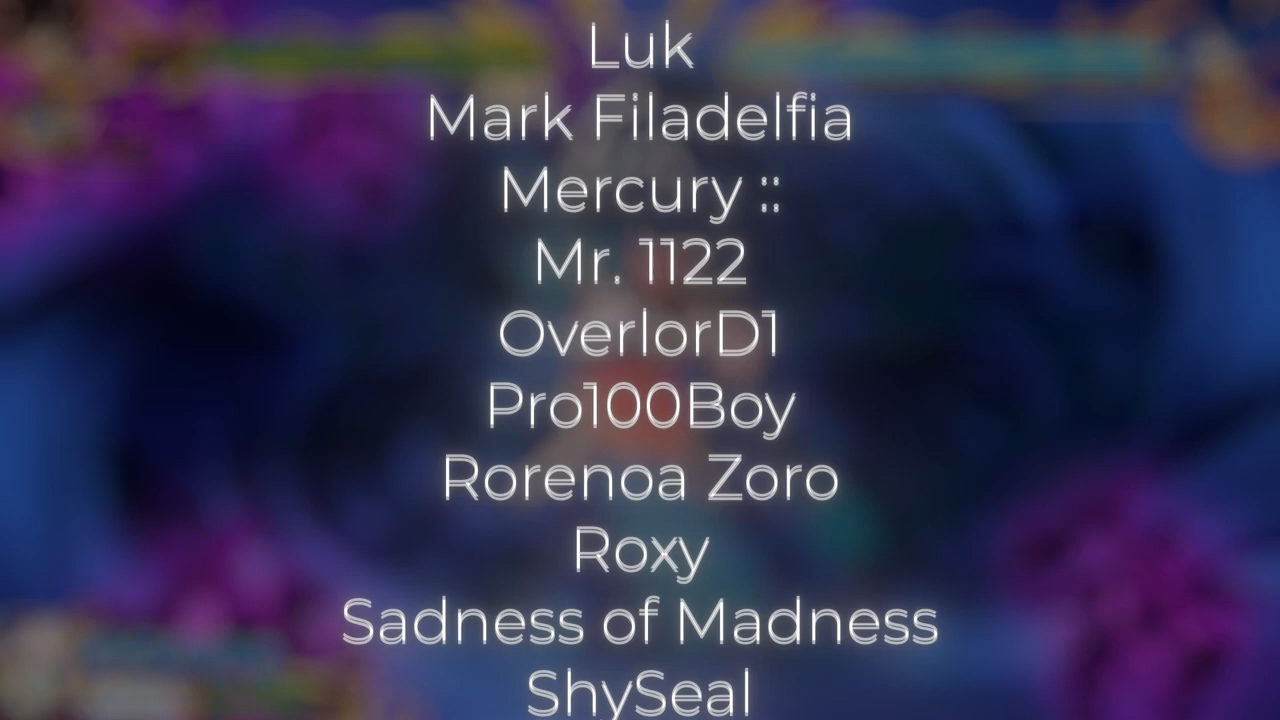 Luk
Mark Filadelfia
Mercury ::
Mr. 1122
OverlorD1
Pro100Boy
Rorenoa Zoro
Roxy
Sadness of Madness
ShySeal